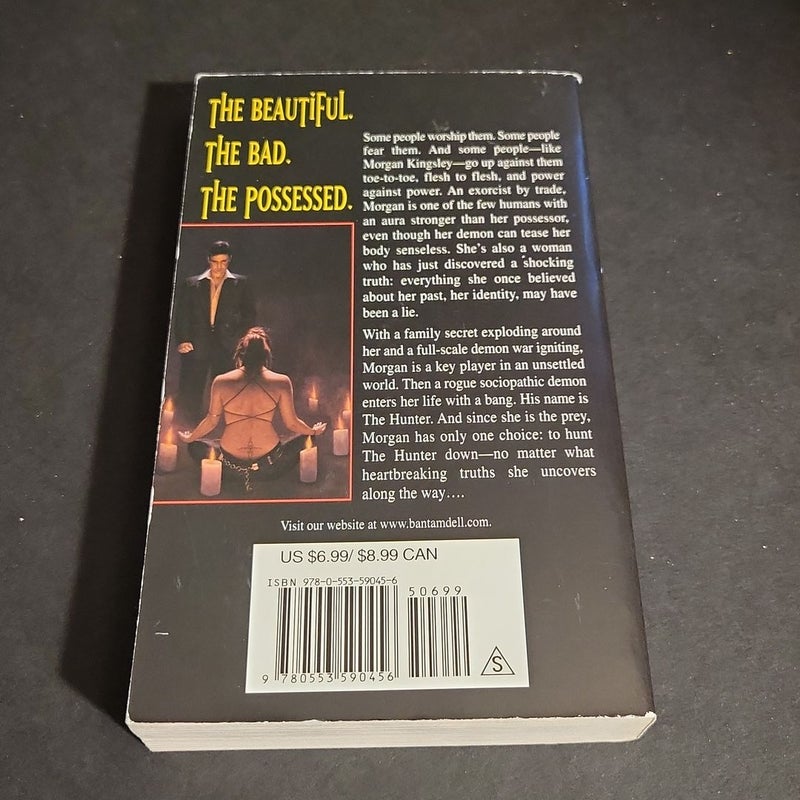 THE BEAUTIFUL.
THE BAD.
THE POSSESSED.
Some people worship them. Some people
fear them. And some people—like
Morgan Kingsley—go up against them
toe-to-toe, flesh to flesh, and power
against power. An exorcist by trade,
Morgan is one of the few humans with
an aura stronger than her possessor,
even though her demon can tease her
body senseless. She's also a woman
who has just discovered a shocking
truth: everything she once believed
about her past, her identity, may have
been a lie.
With a family secret exploding around
her and a full-scale demon war igniting,
Morgan is a key player in an unsettled
world. Then a rogue sociopathic demon
enters her life with a bang. His name is
The Hunter. And since she is the prey,
Morgan has only one choice: to hunt
The Hunter down—no matter what
heartbreaking truths she uncovers
along the way....
Visit our website at www.bantamdell.com.
US $6.99/ $8.99 CAN
ISBN 978-0-553-59045-6
50699
9 780553 590456
S